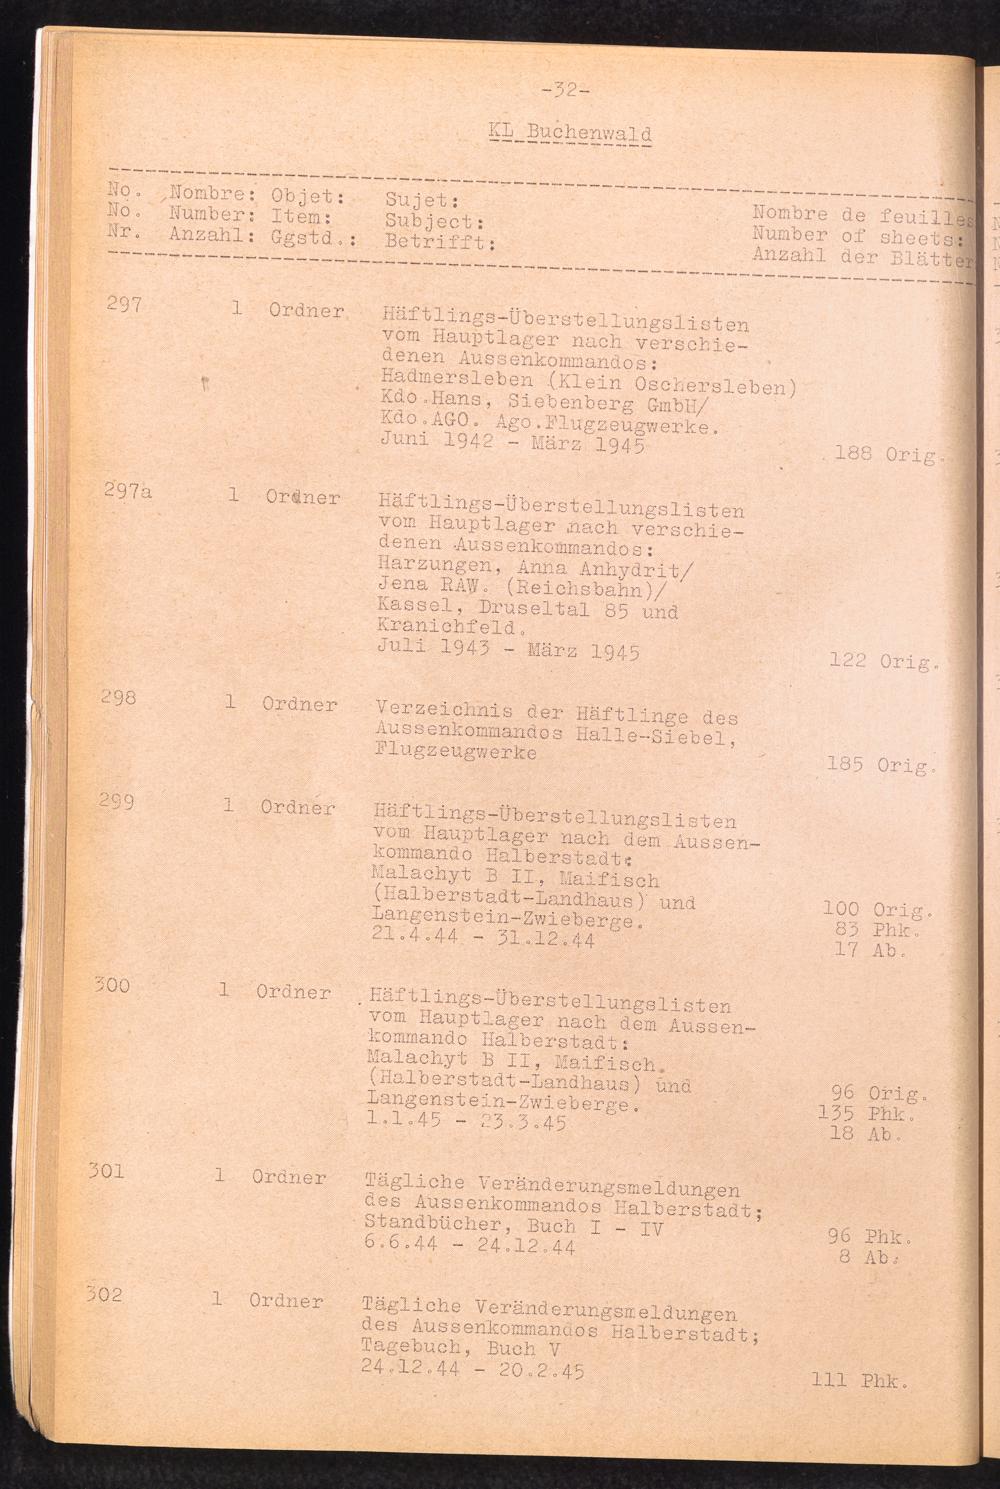 -32-
KL Buchenwald
No. Nombre: Objet: Sujet: Nombre de feuilles
No. Number: Item: Subject: Number of sheets:
Nr. Anzahl: Ggstd.: Betrifft: Anzahl der Blätter
297 1 Ordner Häftlings-Überstellungslisten
vom Hauptlager nach verschie-
denen Aussenkommandos:
Hadmersleben (Klein Oschersleben)
Kdo.Hans, Siebenberg GmbH/
Kdo.AGO. Ago.Flugzeugwerke.
Juni 1942 - März 1945 188 Orig.
297a 1 Ordner Häftlings-Überstellungslisten
vom Hauptlager nach verschie-
denen Aussenkommandos:
Harzungen, Anna Anhydrit/
Jena RAW. (Reichsbahn)/
Kassel, Druseltal 85 und
Kranichfeld.
Juli 1943 - März 1945 122 Orig.
298 1 Ordner Verzeichnis der Häftlinge des
Aussenkommandos Halle-Siebel,
Flugzeugwerke 185 Orig.
299 1 Ordner Häftlings-Überstellungslisten
vom Hauptlager nach dem Aussen-
kommando Halberstadt:
Malachyt B II, Maifisch
(Halberstadt-Landhaus) und
Langenstein-Zwieberge. 100 Orig.
21.4.44 - 31.12.44 83 Phk.
17 Ab.
300 1 Ordner Häftlings-Überstellungslisten
vom Hauptlager nach dem Aussen-
kommando Halberstadt:
Malachyt B II, Maifisch.
(Halberstadt-Landhaus) und
Langenstein-Zwieberge. 96 Orig.
1.1.45 - 23.3.45 135 Phk.
18 Ab.
301 1 Ordner Tägliche Veränderungsmeldungen
des Aussenkommandos Halberstadt;
Standbücher, Buch I - IV 96 Phk.
6.6.44 - 24.12.44 8 Ab.
302 1 Ordner Tägliche Veränderungsmeldungen
des Aussenkommandos Halberstadt;
Tagebuch, Buch V
24.12.44 - 20.2.45 111 Phk.